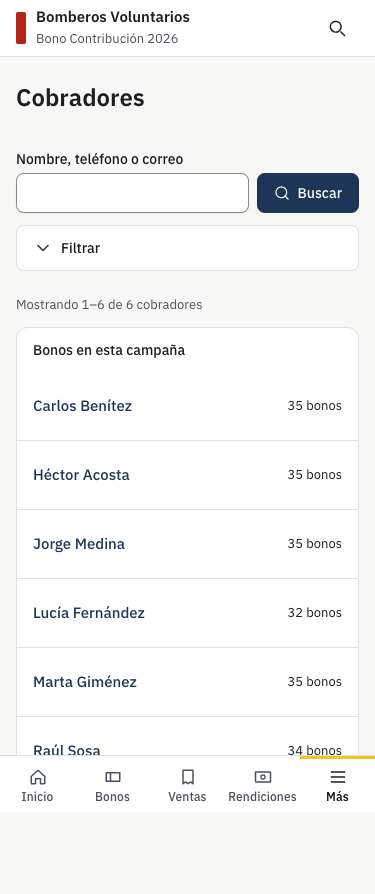 Bomberos Voluntarios
Bono Contribución 2026
Cobradores
Nombre, teléfono o correo
Buscar
Filtrar
Mostrando 1–6 de 6 cobradores
Bonos en esta campaña
Carlos Benítez 35 bonos
Héctor Acosta 35 bonos
Jorge Medina 35 bonos
Lucía Fernández 32 bonos
Marta Giménez 35 bonos
Raúl Sosa 34 bonos
Inicio Bonos Ventas Rendiciones Más